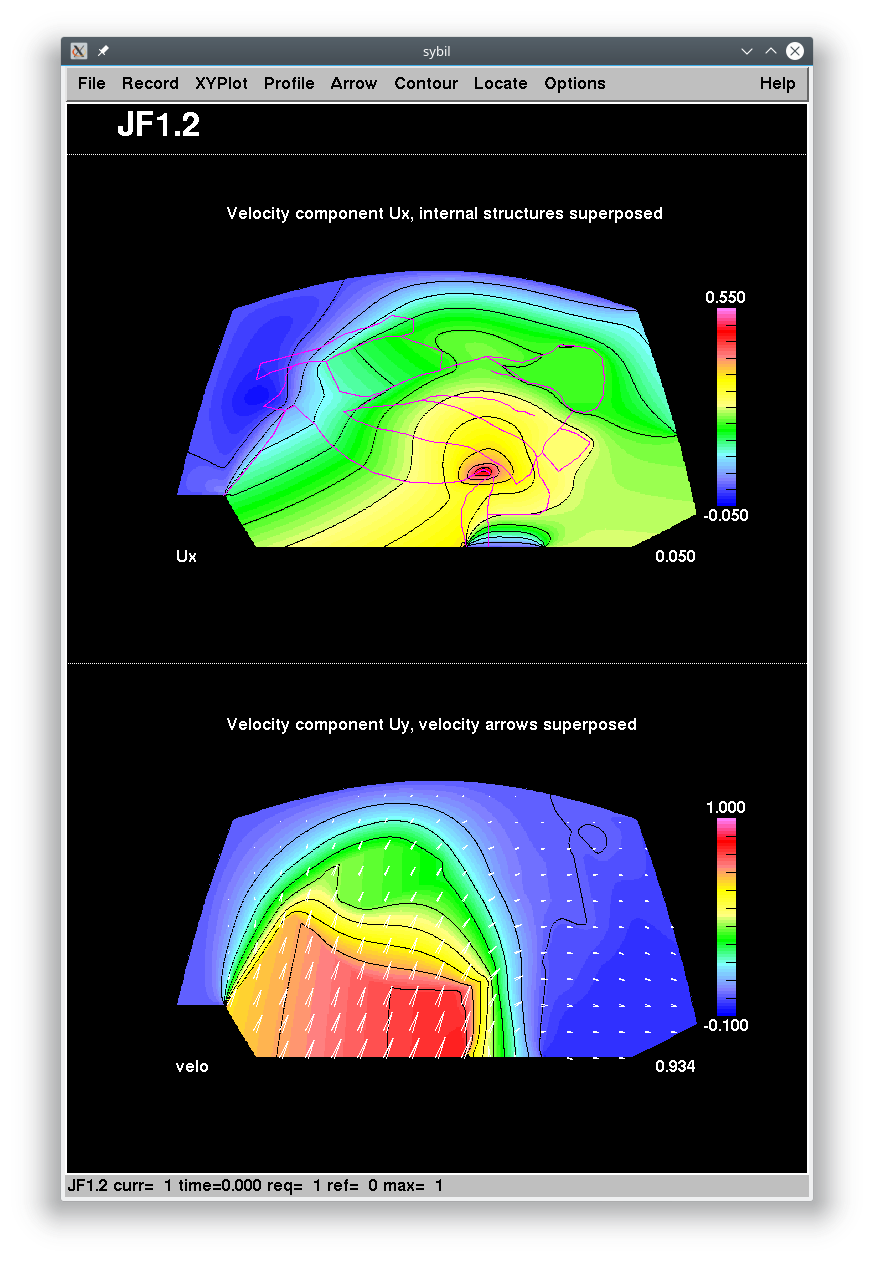 sybil
File Record XYPlot Profile Arrow Contour Locate Options Help
JF1.2
Velocity component Ux, internal structures superposed
0.550
-0.050
Ux 0.050
Velocity component Uy, velocity arrows superposed
1.000
-0.100
velo 0.934
JF1.2 curr= 1 time=0.000 req= 1 ref= 0 max= 1